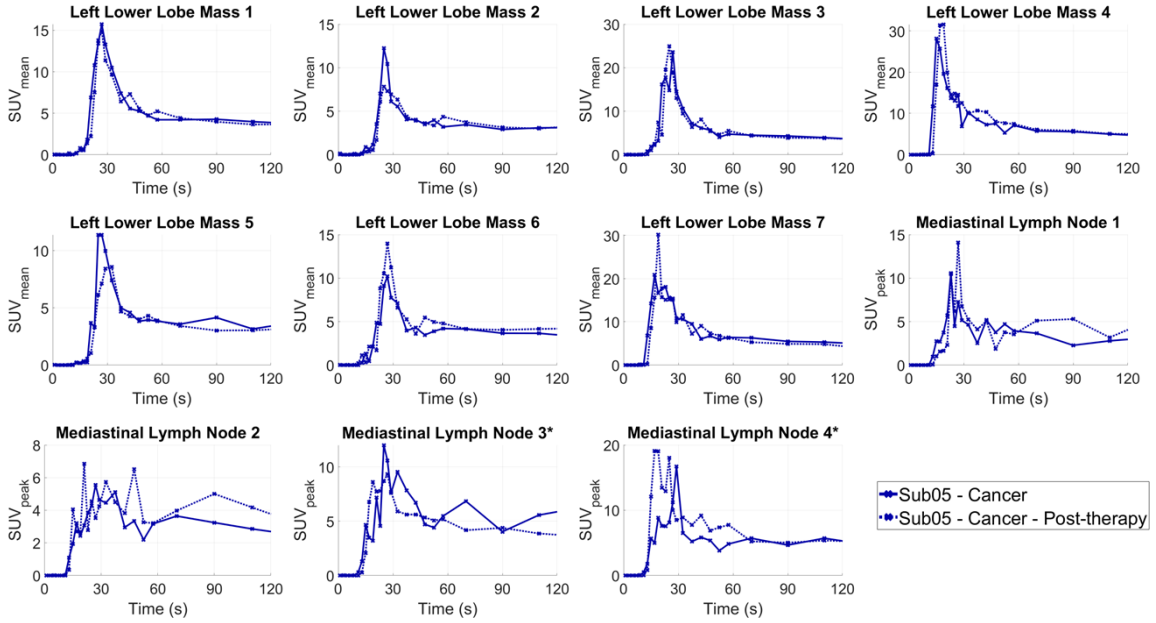 Left Lower Lobe Mass 1
Left Lower Lobe Mass 2
Left Lower Lobe Mass 3
Left Lower Lobe Mass 4
15
10
5
0
SUVmean
0 30 60 90 120
Time (s)
15
10
5
0
SUVmean
0 30 60 90 120
Time (s)
30
20
10
0
SUVmean
0 30 60 90 120
Time (s)
30
20
10
0
SUVmean
0 30 60 90 120
Time (s)
Left Lower Lobe Mass 5
Left Lower Lobe Mass 6
Left Lower Lobe Mass 7
Mediastinal Lymph Node 1
10
5
0
SUVmean
0 30 60 90 120
Time (s)
15
10
5
0
SUVmean
0 30 60 90 120
Time (s)
30
20
10
0
SUVmean
0 30 60 90 120
Time (s)
15
10
5
0
SUVpeak
0 30 60 90 120
Time (s)
Mediastinal Lymph Node 2
Mediastinal Lymph Node 3*
Mediastinal Lymph Node 4*
8
6
4
2
0
SUVpeak
0 30 60 90 120
Time (s)
10
5
0
SUVpeak
0 30 60 90 120
Time (s)
20
10
0
SUVpeak
0 30 60 90 120
Time (s)
Sub05 - Cancer
Sub05 - Cancer - Post-therapy